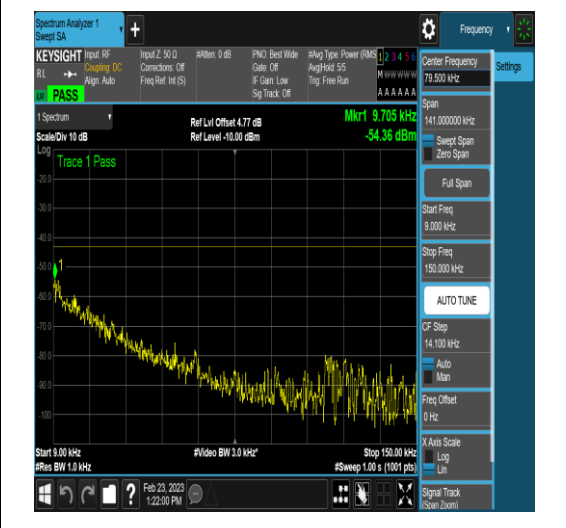 Spectrum Analyzer 1
Swept SA
Frequency
KEYSIGHT Input: RF Input Z: 50 Ω #Atten: 0 dB PNO: Best Wide #Avg Type: Power (RMS 1 2 3 4 5 6
RL Coupling: DC Corrections: Off Gate: Off Avg|Hold: 5/5 M W W W W W
Align: Auto Freq Ref: Int (S) IF Gain: Low Trig: Free Run
Sig Track: Off A A A A A A
PASS
Center Frequency
79.500 kHz
Settings
Span
141.000000 kHz
Swept Span
Zero Span
Full Span
Start Freq
9.000 kHz
Stop Freq
150.000 kHz
AUTO TUNE
CF Step
14.100 kHz
Auto
Man
Freq Offset
0 Hz
X Axis Scale
Log
Lin
Signal Track
(Span Zoom)
1 Spectrum
Ref Lvl Offset 4.77 dB
Mkr1 9.705 kHz
Scale/Div 10 dB
Ref Level -10.00 dBm
-54.36 dBm
Log
Trace 1 Pass
-20.0
-30.0
-40.0
-50.0
1
-60.0
-70.0
-80.0
-90.0
-100
Start 9.00 kHz #Video BW 3.0 kHz* Stop 150.00 kHz
#Res BW 1.0 kHz #Sweep 1.00 s (1001 pts)
? Feb 23, 2023
1:22:00 PM